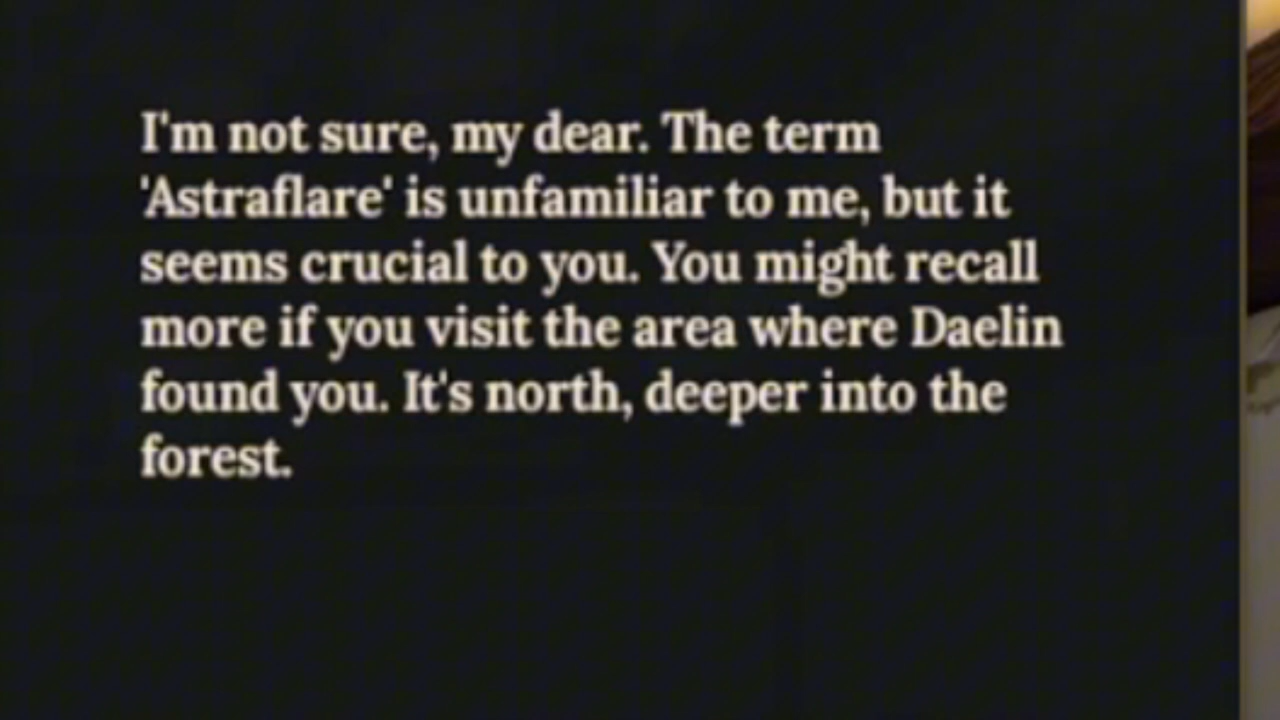 I'm not sure, my dear. The term
'Astraflare' is unfamiliar to me, but it
seems crucial to you. You might recall
more if you visit the area where Daelin
found you. It's north, deeper into the
forest.